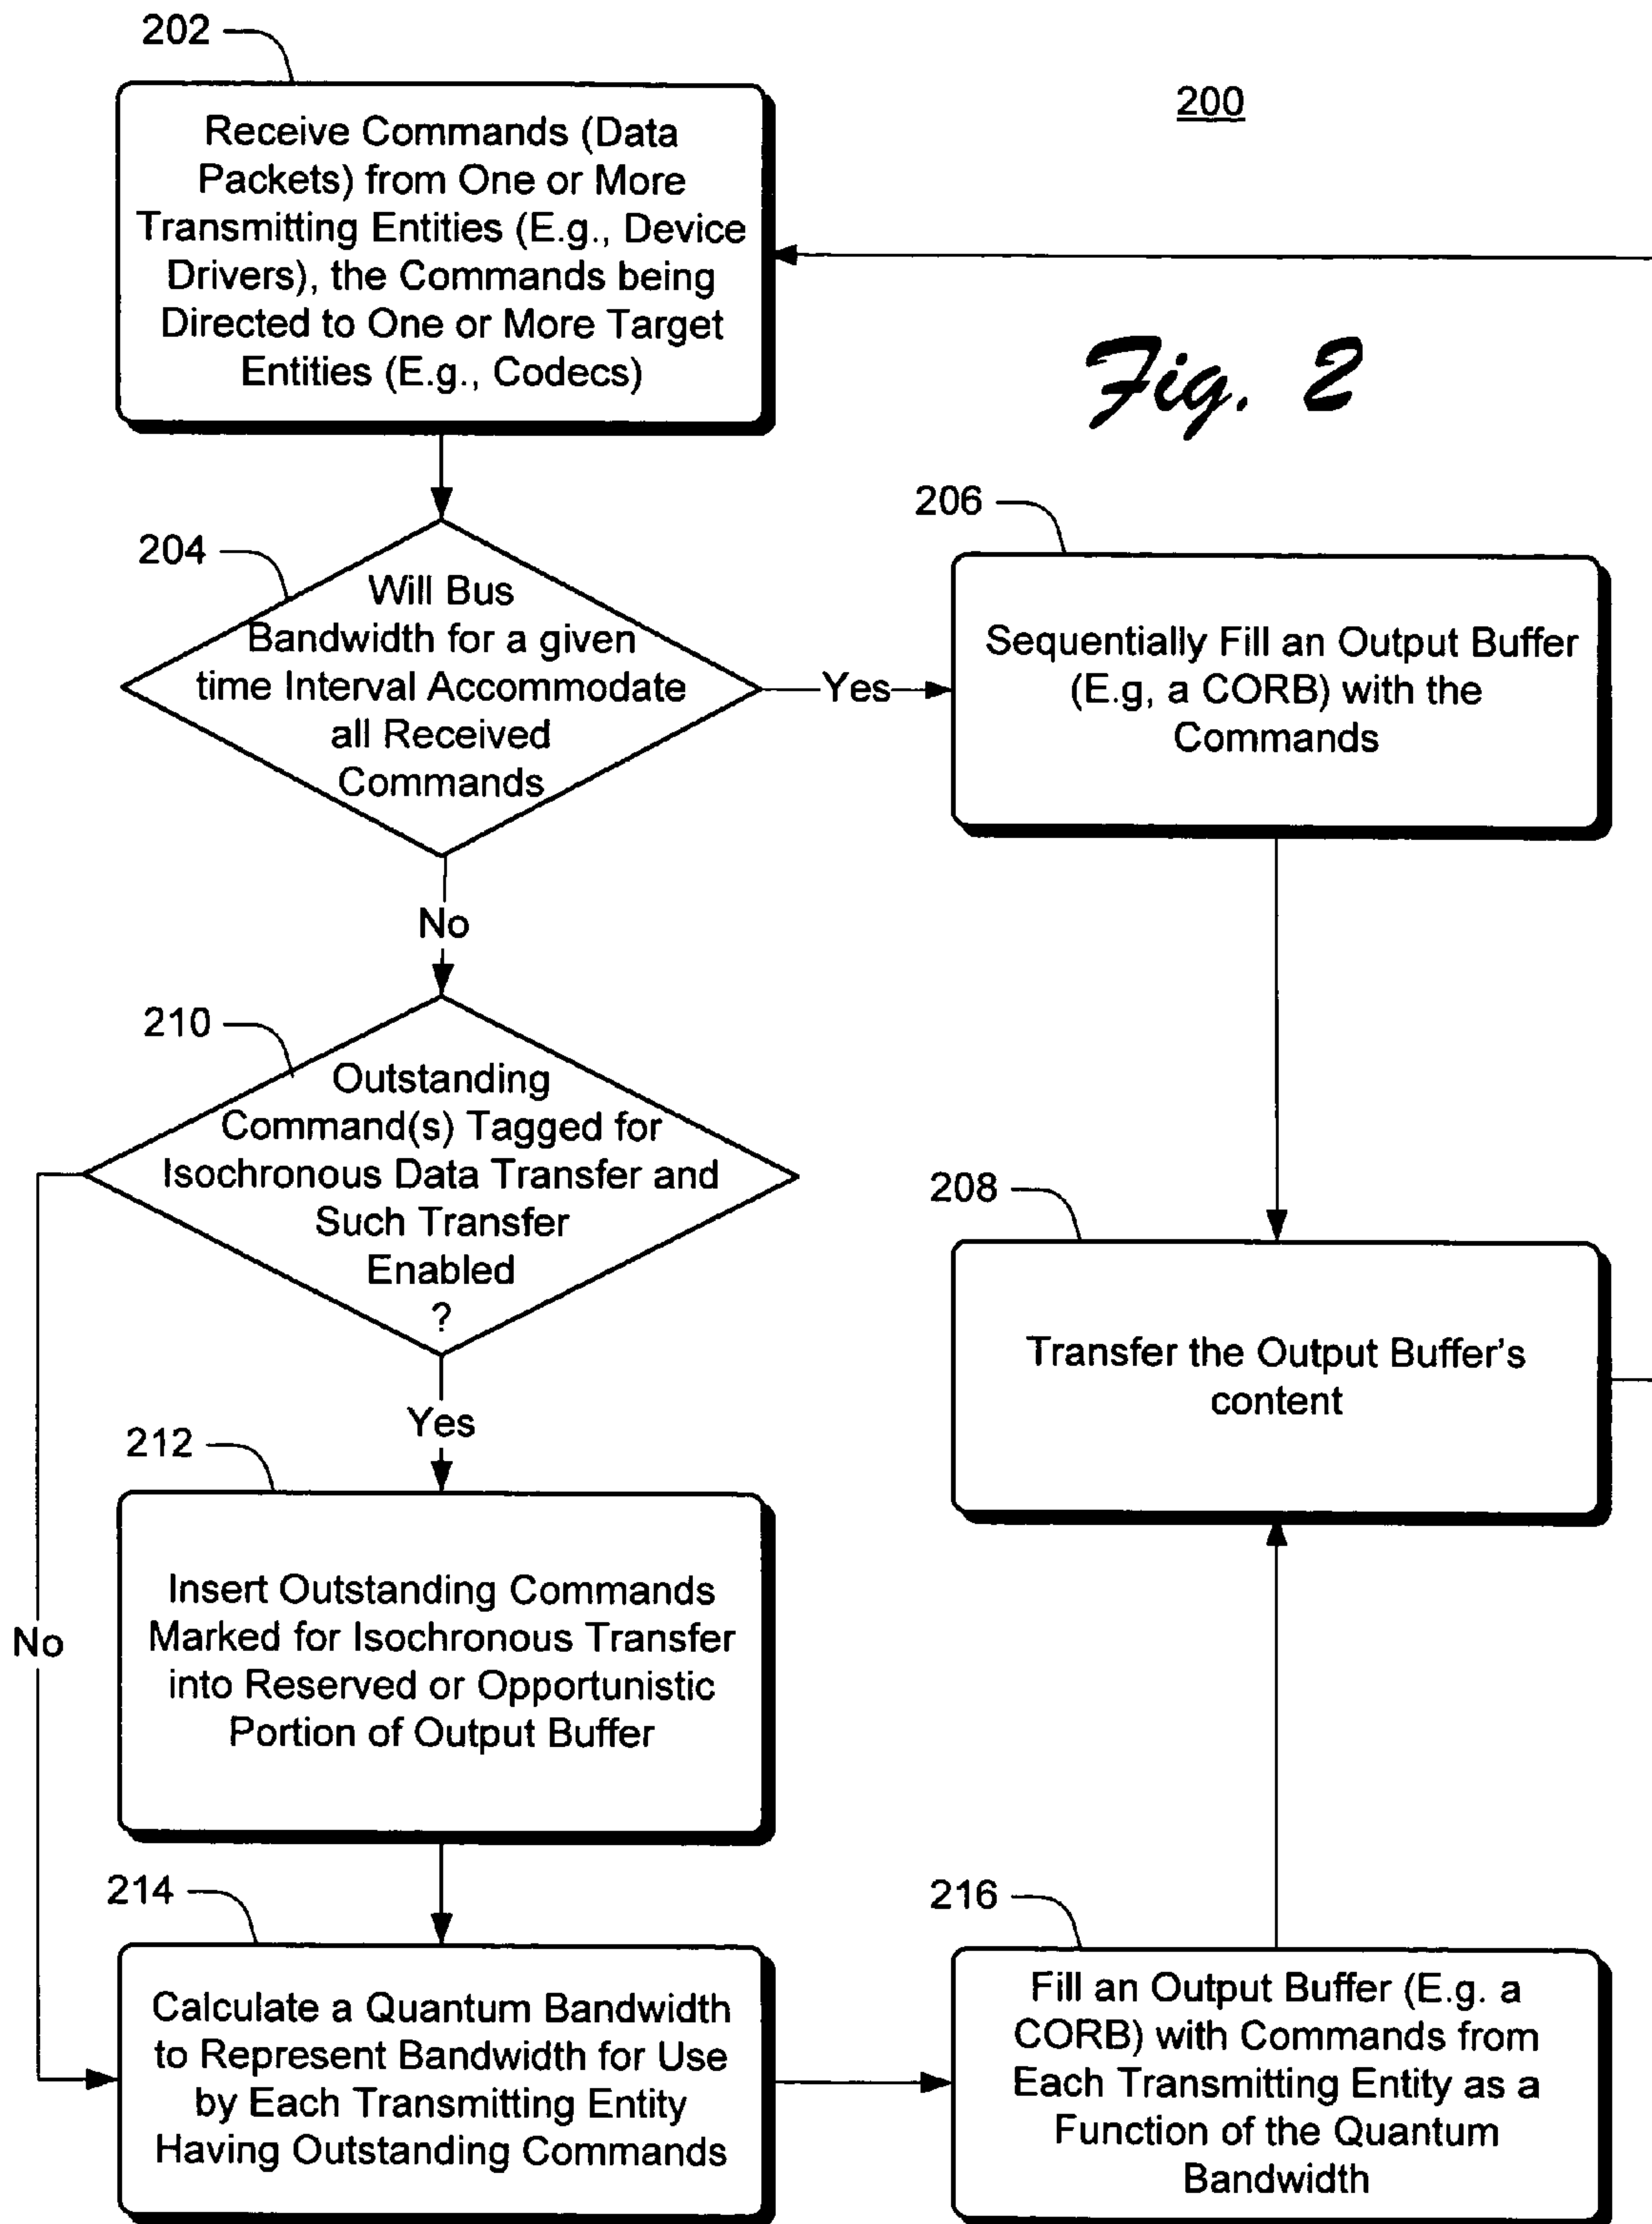 202
200
Receive Commands (Data
Packets) from One or More
Transmitting Entities (E.g., Device
Drivers), the Commands being
Directed to One or More Target
Entities (E.g., Codecs)
Fig. 2
204
Will Bus
Bandwidth for a given
time Interval Accommodate
all Received
Commands
Yes
206
Sequentially Fill an Output Buffer
(E.g, a CORB) with the
Commands
No
210
Outstanding
Command(s) Tagged for
Isochronous Data Transfer and
Such Transfer
Enabled
?
208
Transfer the Output Buffer's
content
Yes
No
212
Insert Outstanding Commands
Marked for Isochronous Transfer
into Reserved or Opportunistic
Portion of Output Buffer
214
Calculate a Quantum Bandwidth
to Represent Bandwidth for Use
by Each Transmitting Entity
Having Outstanding Commands
216
Fill an Output Buffer (E.g. a
CORB) with Commands from
Each Transmitting Entity as a
Function of the Quantum
Bandwidth